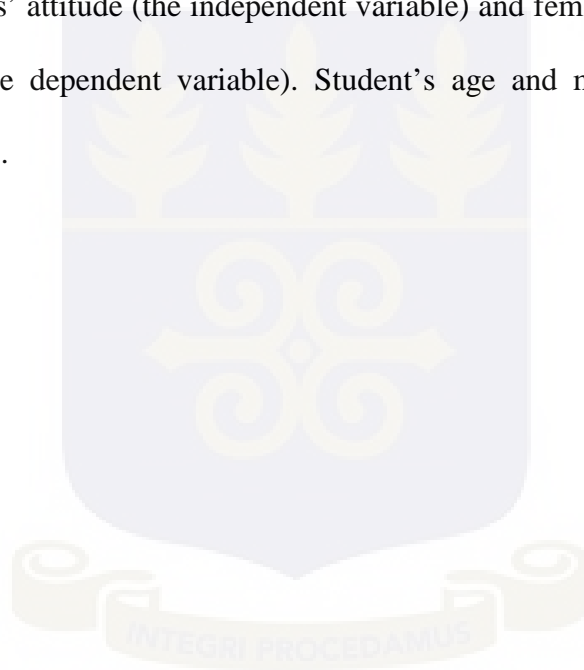 s' attitude (the independent variable) and fem
e dependent variable). Student's age and
.
INTEGRI PROCEDAMUS